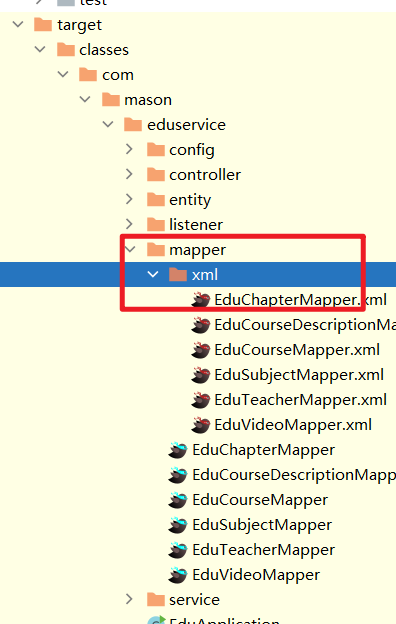 test
target
classes
com
mason
eduservice
config
controller
entity
listener
mapper
xml
EduChapterMapper.xml
EduCourseDescriptionMa
EduCourseMapper.xml
EduSubjectMapper.xml
EduTeacherMapper.xml
EduVideoMapper.xml
EduChapterMapper
EduCourseDescriptionMapp
EduCourseMapper
EduSubjectMapper
EduTeacherMapper
EduVideoMapper
service
EduApplication